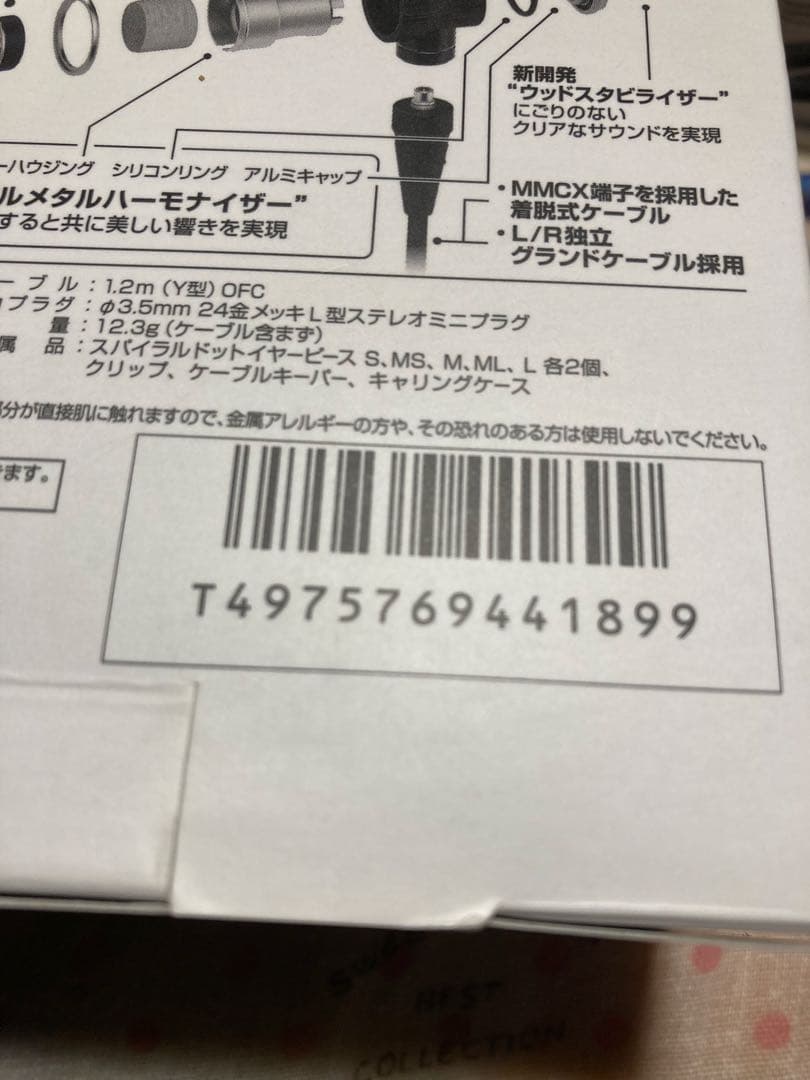 新開発
“ウッドスタビライザー”
にごりのない
クリアなサウンドを実現
ーハウジング シリコンリング アルミキャップ
ルメタルハーモナイザー”
すると共に美しい響きを実現
・MMCX端子を採用した
着脱式ケーブル
・L/R独立
グランドケーブル採用
ーブル：1.2m（Y型）OFC
プラグ：φ3.5mm 24金メッキL型ステレオミニプラグ
量：12.3g（ケーブル含まず）
属品：スパイラルドットイヤーピース S、MS、M、ML、L 各2個、
クリップ、ケーブルキーパー、キャリングケース
部分が直接肌に触れますので、金属アレルギーの方や、その恐れのある方は使用しないでください。
ます。
T4975769441899
BEST
COLLECTION